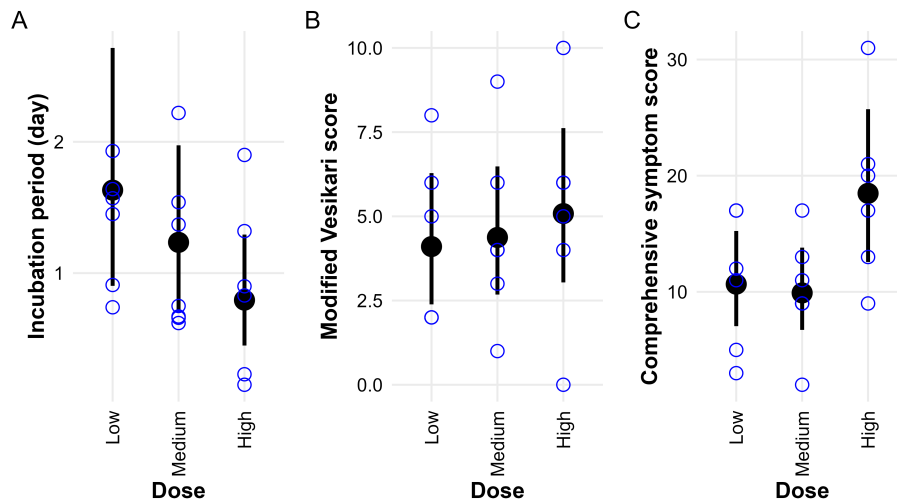 A
Incubation period (day)
2
1
Low
Medium
High
Dose
B
Modified Vesikari score
10.0
7.5
5.0
2.5
0.0
Low
Medium
High
Dose
C
Comprehensive symptom score
30
20
10
Low
Medium
High
Dose